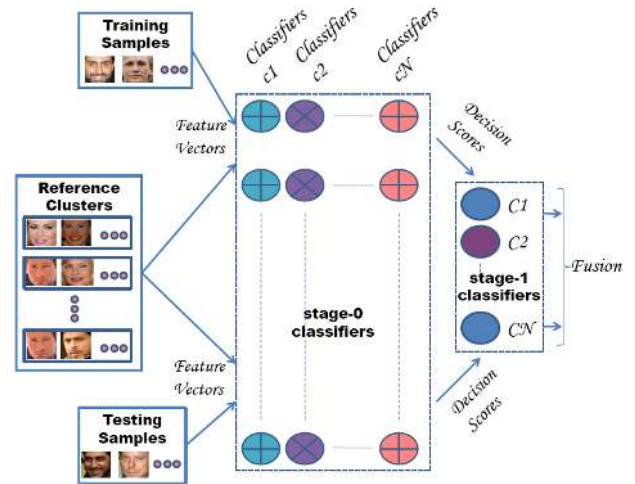 Training
Samples
Classifiers
c1
Classifiers
c2
Classifiers
cN
Feature
Vectors
Decision
Scores
Reference
Clusters
C1
C2
stage-1
classifiers
CN
Fusion
stage-0
classifiers
Feature
Vectors
Decision
Scores
Testing
Samples